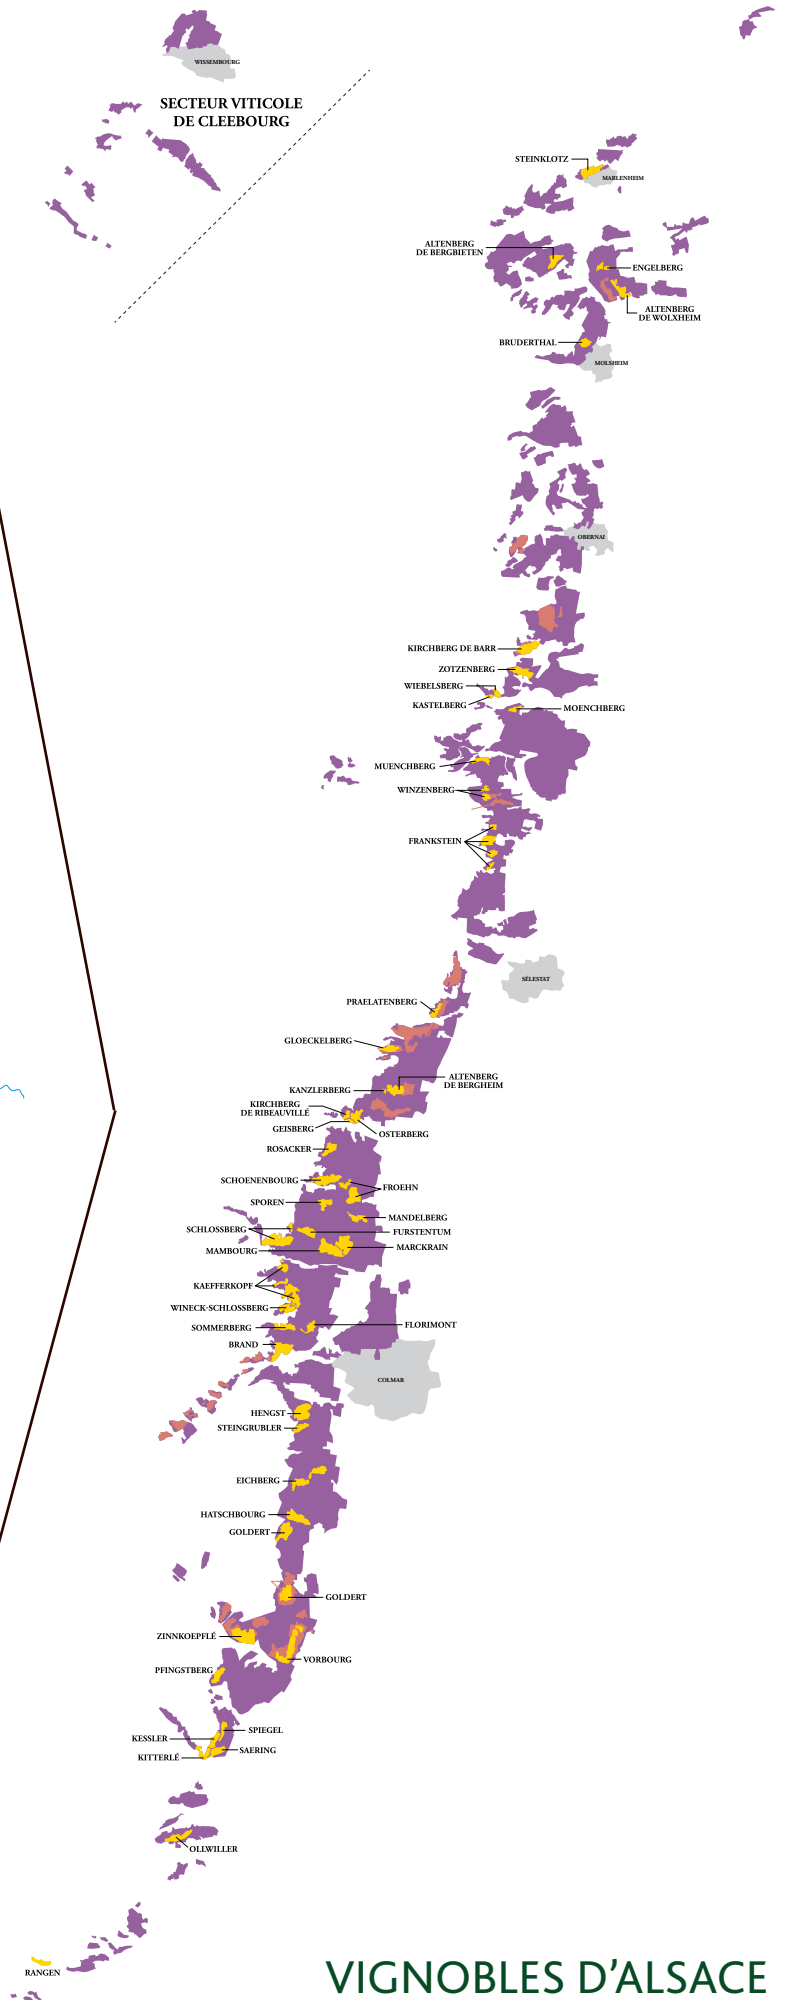 WISSEMBOURG
SECTEUR VITICOLE
DE CLEEBOURG
STEINKLOTZ
MARLENHEIM
ALTENBERG
DE BERGBIETEN
ENGELBERG
ALTENBERG
DE WOLXHEIM
BRUDERTHAL
MOLSHEIM
OBERNAI
KIRCHBERG DE BARR
ZOTZENBERG
WIEBELSBERG
KASTELBERG
MOENCHBERG
MUENCHBERG
WINZENBERG
FRANKSTEIN
SÉLESTAT
PRAELATENBERG
GLOECKELBERG
ALTENBERG
DE BERGHEIM
KANZLERBERG
KIRCHBERG
DE RIBEAUVILLÉ
GEISBERG
OSTERBERG
ROSACKER
SCHOENENBOURG
FROEHN
SPOREN
MANDELBERG
SCHLOSSBERG
FURSTENTUM
MAMBOURG
MARCKRAIN
KAEFFERKOPF
WINECK-SCHLOSSBERG
SOMMERBERG
FLORIMONT
BRAND
COLMAR
HENGST
STEINGRUBLER
EICHBERG
HATSCHBOURG
GOLDERT
GOLDERT
ZINNKOEPFLÉ
VORBOURG
PFINGSTBERG
SPIEGEL
KESSLER
SAERING
KITTERLÉ
OLLWILLER
RANGEN
VIGNOBLES D'ALSACE